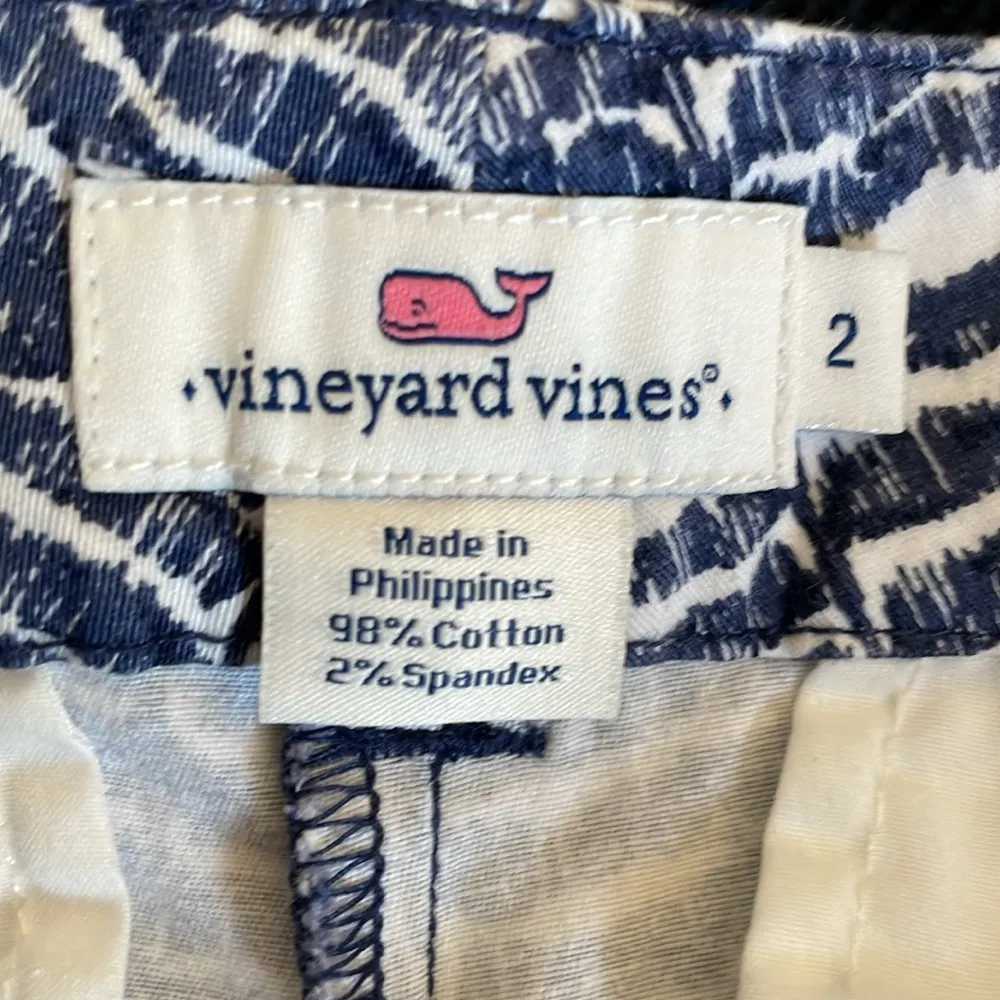 vineyard vines®
2
Made in
Philippines
98% Cotton
2% Spandex